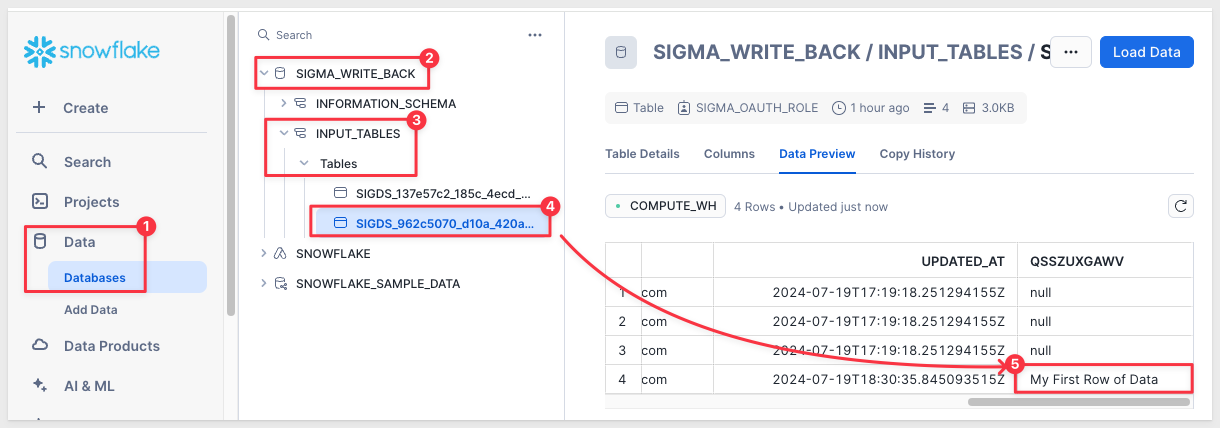 snowflake
Create
Search
Projects
1
Data
Databases
Add Data
Data Products
AI & ML
Search
2
SIGMA_WRITE_BACK
INFORMATION_SCHEMA
3
INPUT_TABLES
Tables
SIGDS_137e57c2_185c_4ecd_...
4
SIGDS_962c5070_d10a_420a...
SNOWFLAKE
SNOWFLAKE_SAMPLE_DATA
SIGMA_WRITE_BACK / INPUT_TABLES / S
... Load Data
Table SIGMA_OAUTH_ROLE 1 hour ago 4 3.0KB
Table Details Columns Data Preview Copy History
COMPUTE_WH 4 Rows • Updated just now
UPDATED_AT QSSZUXGAWV
1 com 2024-07-19T17:19:18.251294155Z null
2 com 2024-07-19T17:19:18.251294155Z null
3 com 2024-07-19T17:19:18.251294155Z null
5
4 com 2024-07-19T18:30:35.845093515Z My First Row of Data